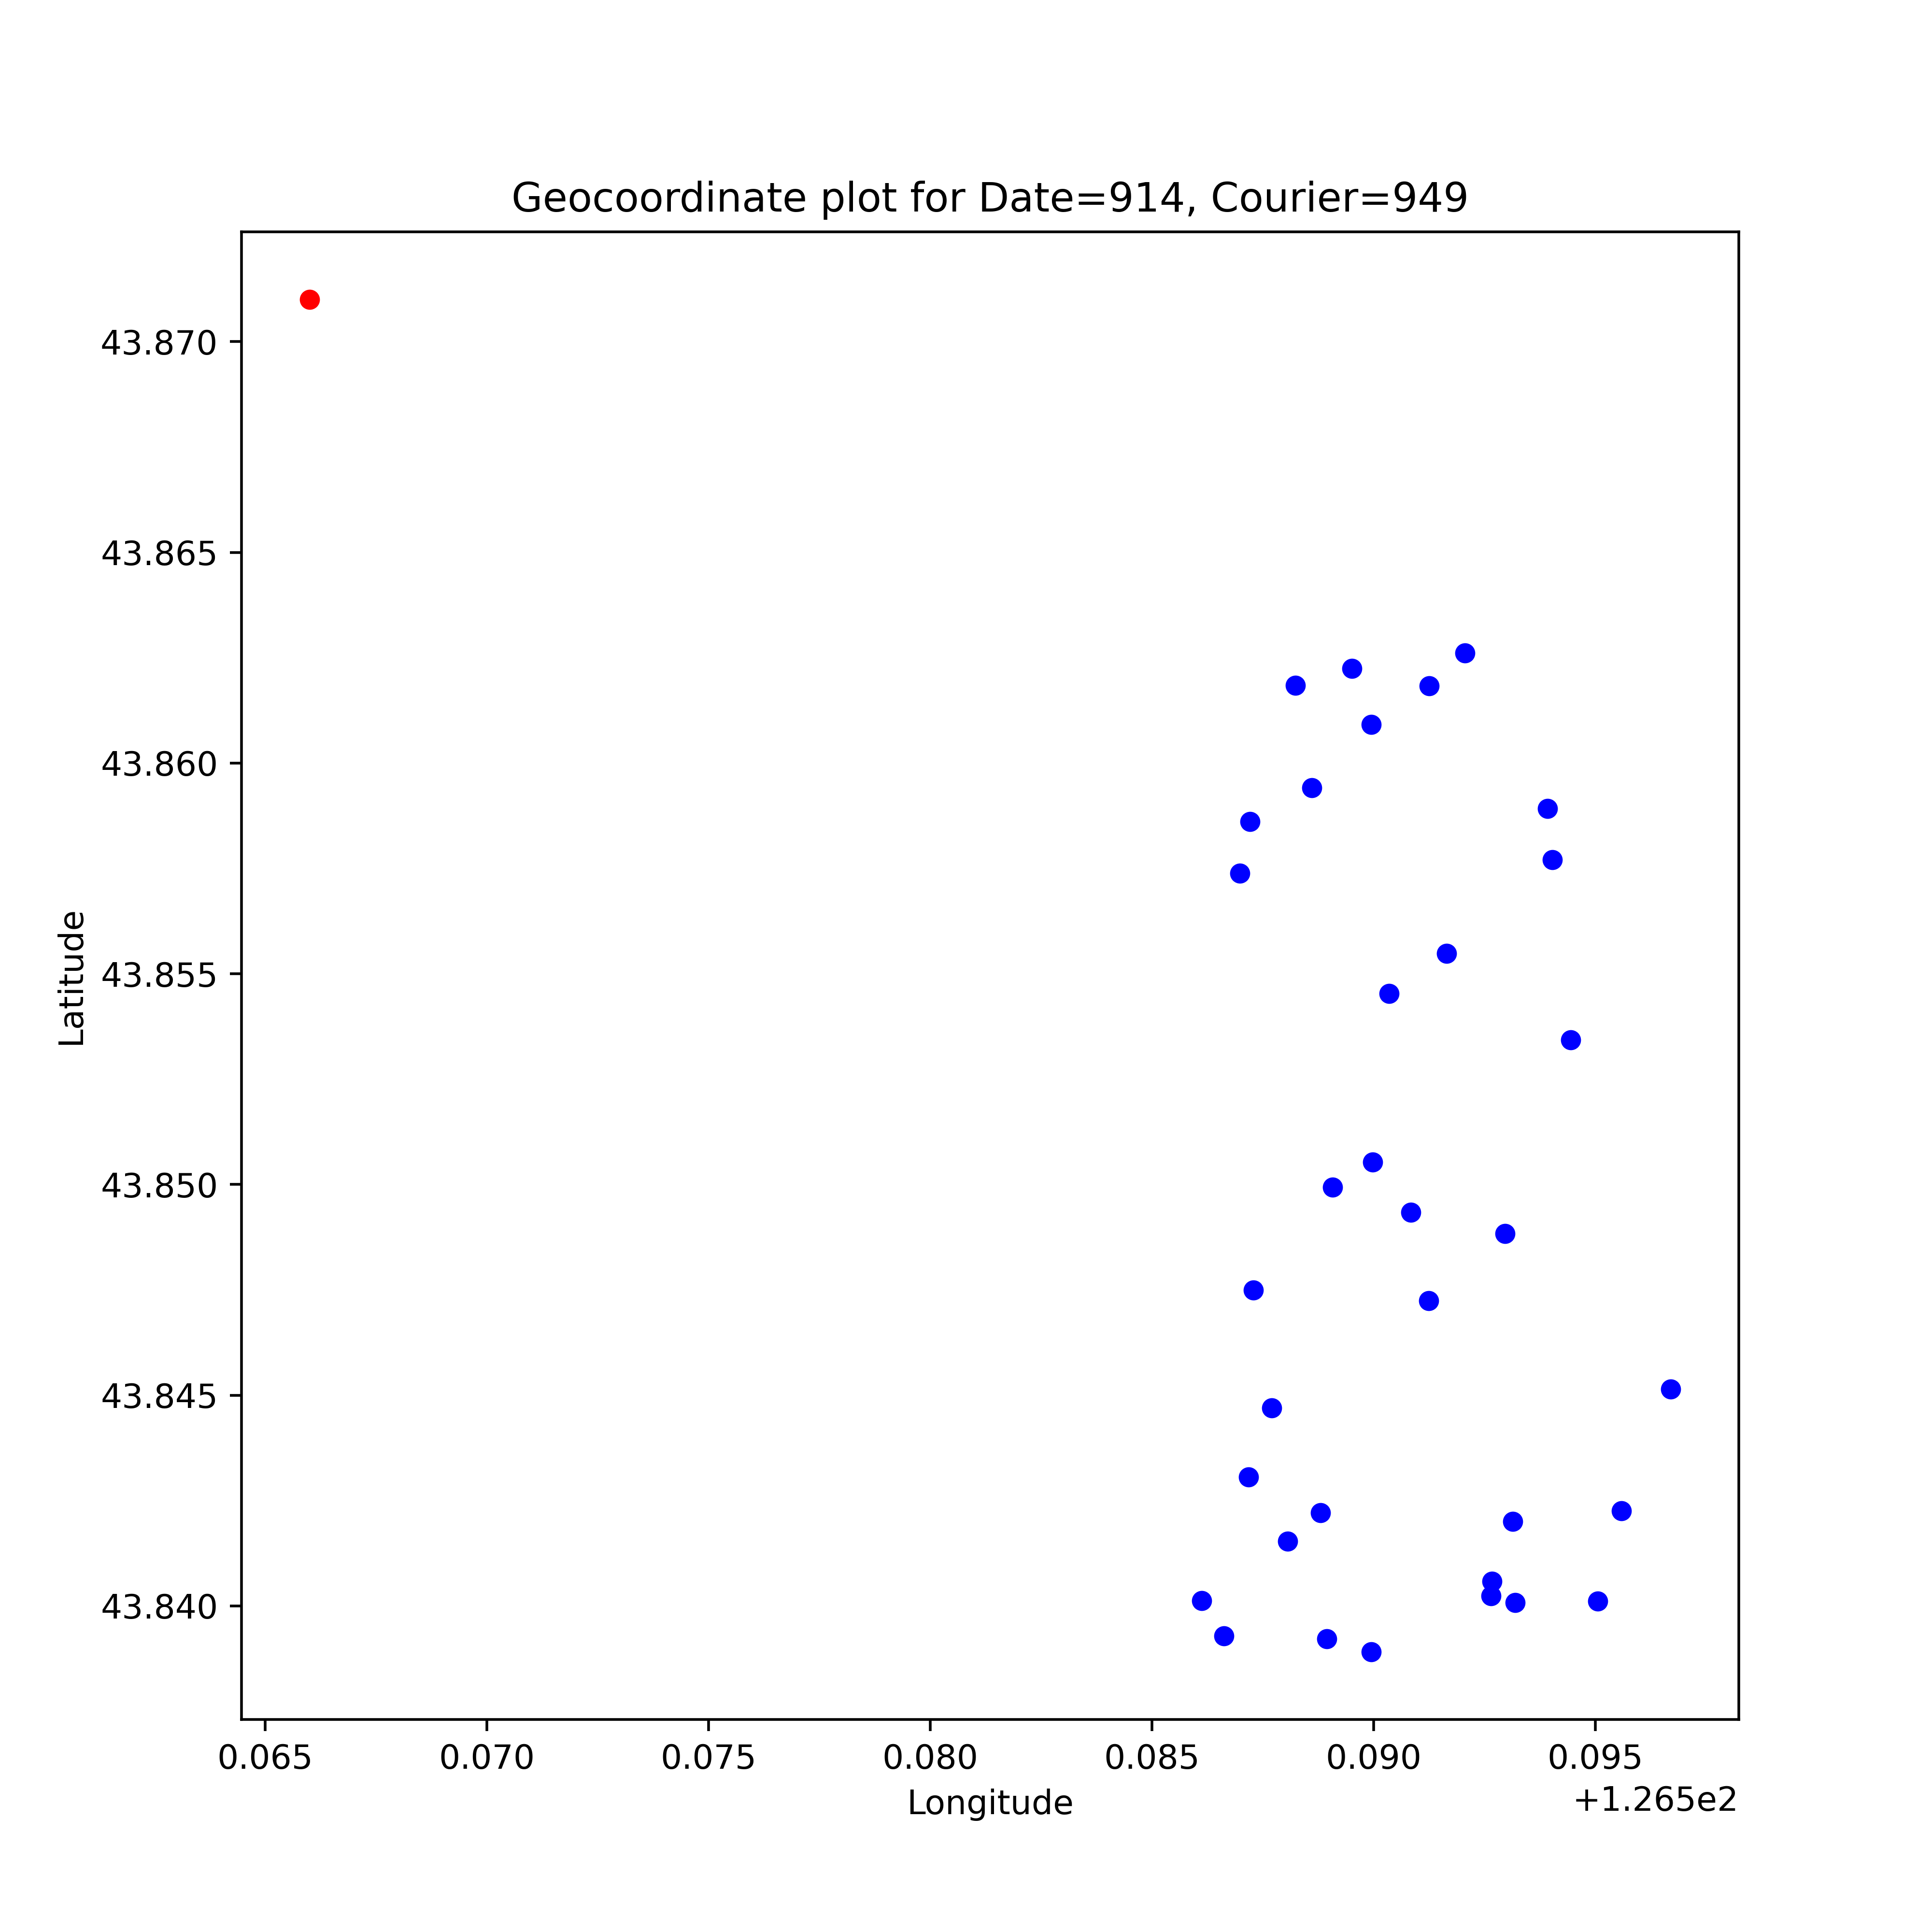 Geocoordinate plot for Date=914, Courier=949
43.870
43.865
43.860
43.855
43.850
43.845
43.840
Latitude
0.065 0.070 0.075 0.080 0.085 0.090 0.095
Longitude
+1.265e2